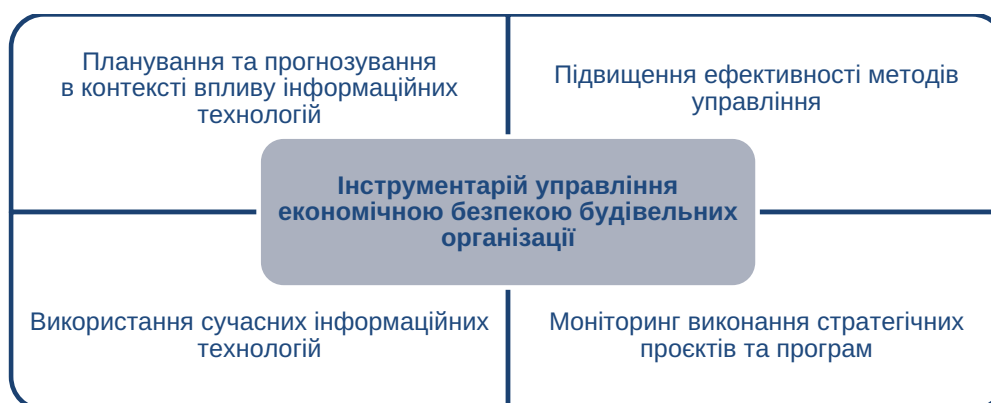 Планування та прогнозування
в контексті впливу інформаційних
технологій
Підвищення ефективності методів
управління
Інструментарій управління
економічною безпекою будівельних
організації
Використання сучасних інформаційних
технологій
Моніторинг виконання стратегічних
проєктів та програм